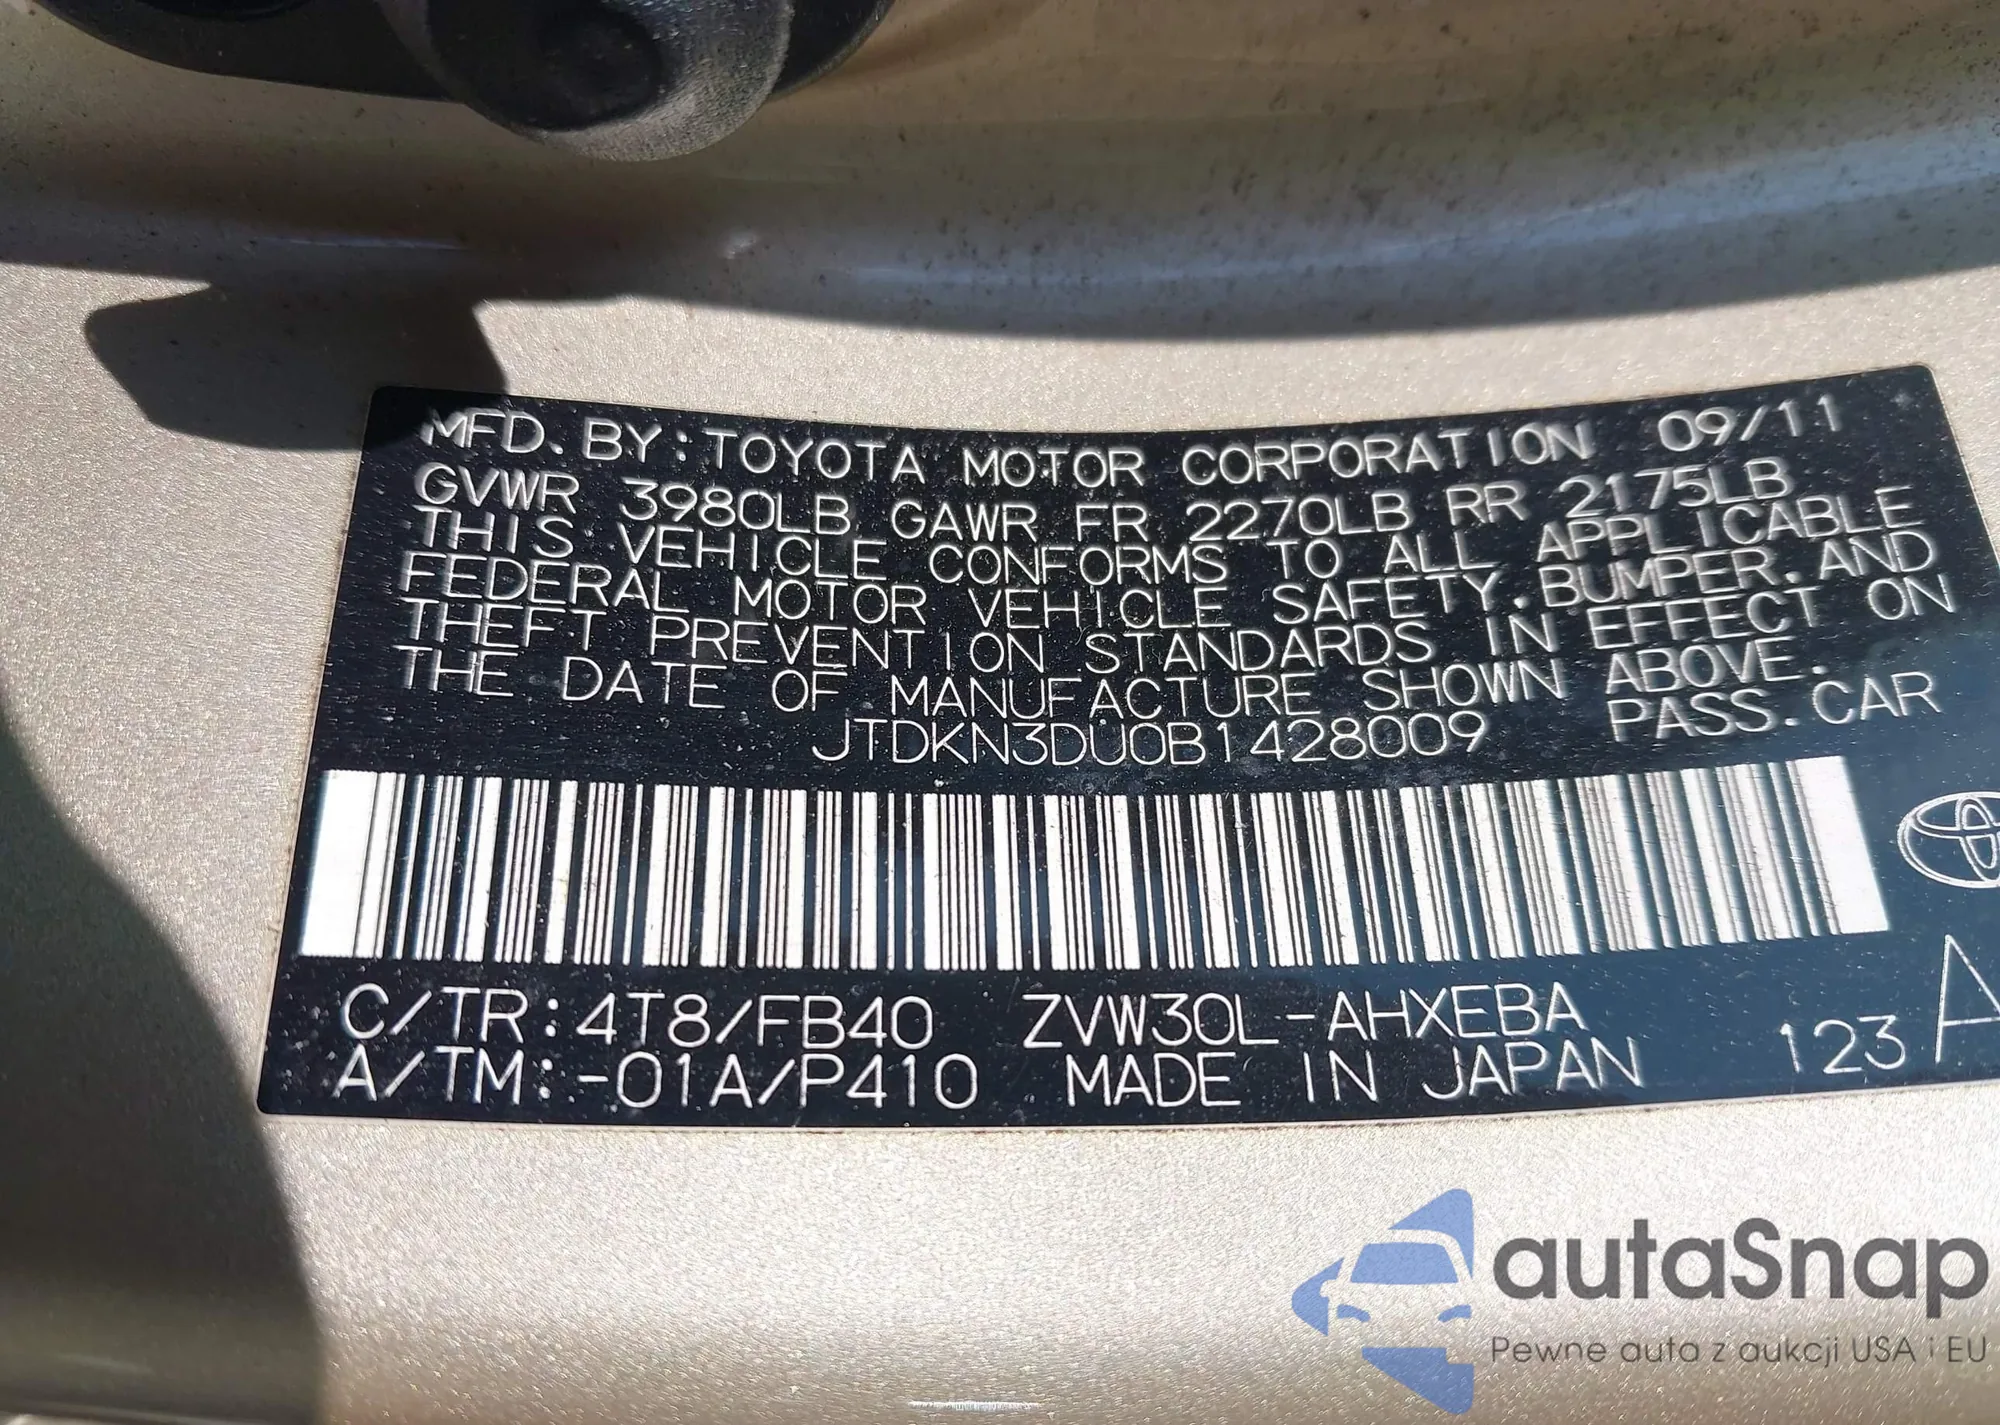 MFD. BY: TOYOTA MOTOR CORPORATION 09/11
GVWR 3980LB GAWR FR 2270LB RR 2175LB
THIS VEHICLE CONFORMS TO ALL APPLICABLE
FEDERAL MOTOR VEHICLE SAFETY, BUMPER, AND
THEFT PREVENTION STANDARDS IN EFFECT ON
THE DATE OF MANUFACTURE SHOWN ABOVE.
JTDKN3DU0B1428009 PASS. CAR
C/TR: 4T8/FB40 ZVW30L-AHXEBA
A/TM: -01A/P410 MADE IN JAPAN 123 A
autaSnap
Pewne auta z aukcji USA i EU